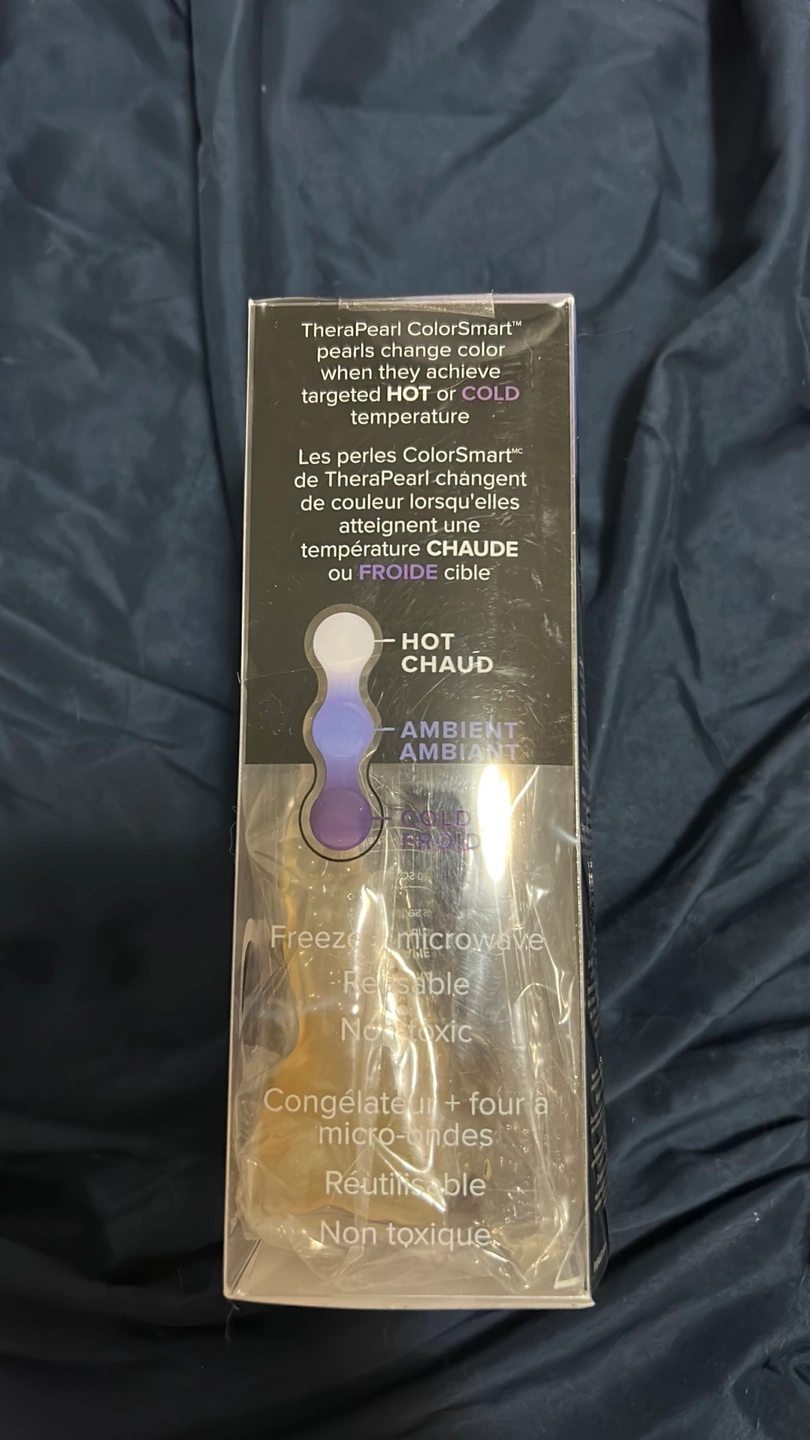 TheraPearl ColorSmart™
pearls change color
when they achieve
targeted HOT or COLD
temperature
Les perles ColorSmartᴹᶜ
de TheraPearl changent
de couleur lorsqu'elles
atteignent une
température CHAUDE
ou FROIDE cible
HOT
CHAUD
AMBIENT
AMBIANT
COLD
FROID
Freeze + microwave
Reusable
Non toxic
Congélateur + four à
micro-ondes
Réutilisable
Non toxique